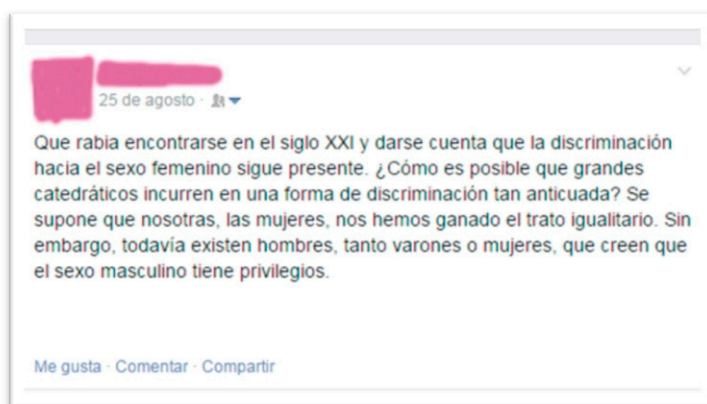 25 de agosto ·
Que rabia encontrarse en el siglo XXI y darse cuenta que la discriminación
hacia el sexo femenino sigue presente. ¿Cómo es posible que grandes
catedráticos incurren en una forma de discriminación tan anticuada? Se
supone que nosotras, las mujeres, nos hemos ganado el trato igualitario. Sin
embargo, todavía existen hombres, tanto varones o mujeres, que creen que
el sexo masculino tiene privilegios.
Me gusta · Comentar · Compartir